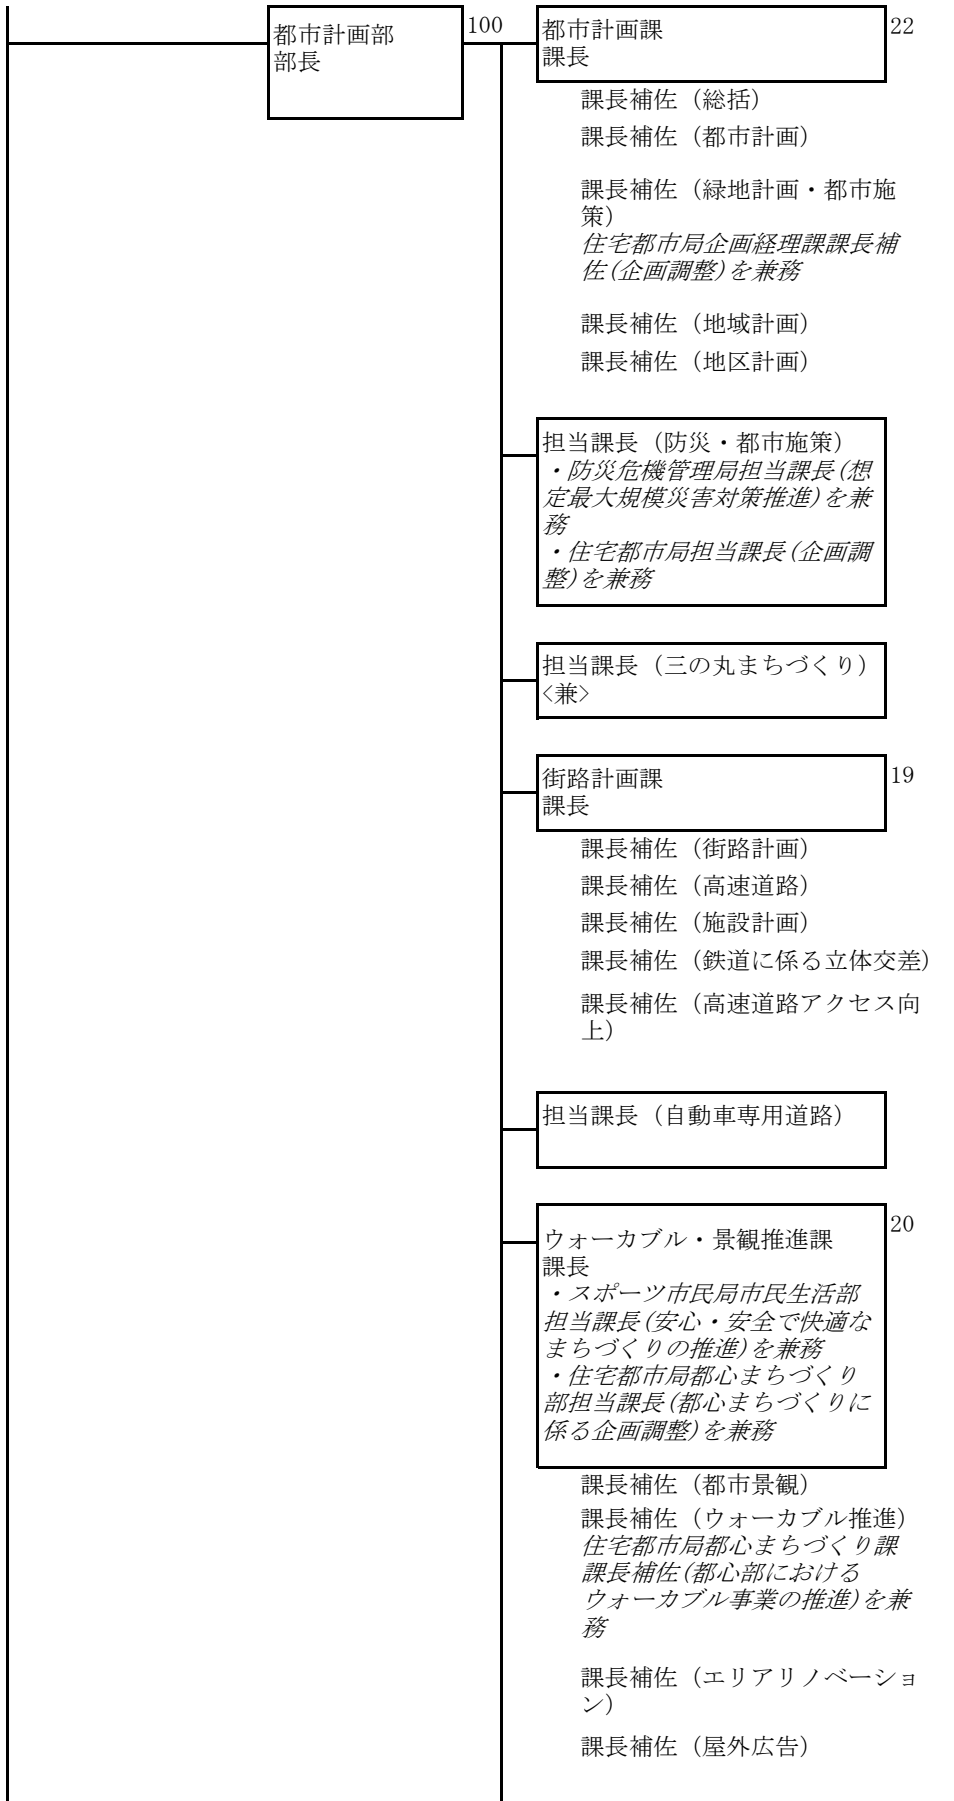 都市計画部
部長
100
都市計画課
課長
22
課長補佐（総括）
課長補佐（都市計画）
課長補佐（緑地計画・都市施
策）
住宅都市局企画経理課課長補
佐(企画調整)を兼務
課長補佐（地域計画）
課長補佐（地区計画）
担当課長（防災・都市施策）
・防災危機管理局担当課長(想
定最大規模災害対策推進)を兼
務
・住宅都市局担当課長(企画調
整)を兼務
担当課長（三の丸まちづくり）
<兼>
街路計画課
課長
19
課長補佐（街路計画）
課長補佐（高速道路）
課長補佐（施設計画）
課長補佐（鉄道に係る立体交差）
課長補佐（高速道路アクセス向
上）
担当課長（自動車専用道路）
ウォーカブル・景観推進課
課長
20
・スポーツ市民局市民生活部
担当課長(安心・安全で快適な
まちづくりの推進)を兼務
・住宅都市局都心まちづくり
部担当課長(都心まちづくりに
係る企画調整)を兼務
課長補佐（都市景観）
課長補佐（ウォーカブル推進）
住宅都市局都心まちづくり課
課長補佐(都心部における
ウォーカブル事業の推進)を兼
務
課長補佐（エリアリノベーショ
ン）
課長補佐（屋外広告）